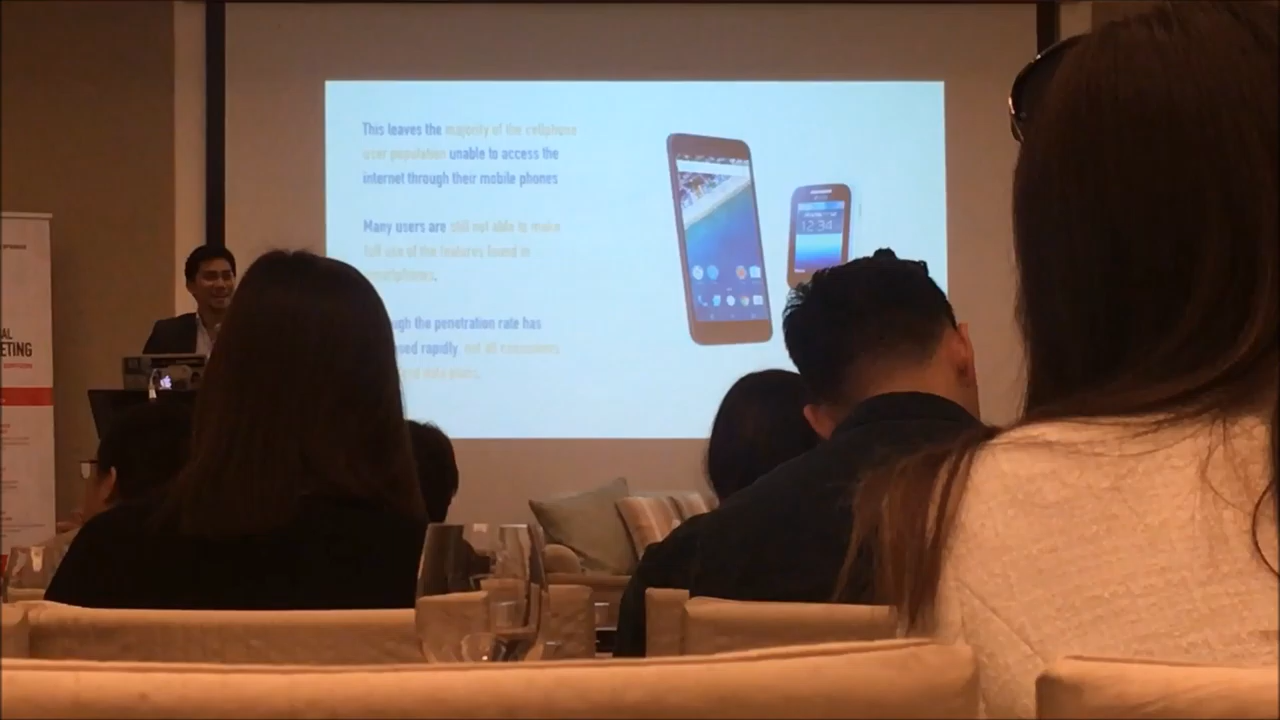 This leaves the majority of the cellphone
user population unable to access the
internet through their mobile phones
Many users are still not able to make
full use of the features found in
smartphones.
the penetration rate has
rapidly, not all consumers
data plans.
12:34
AL
ETING